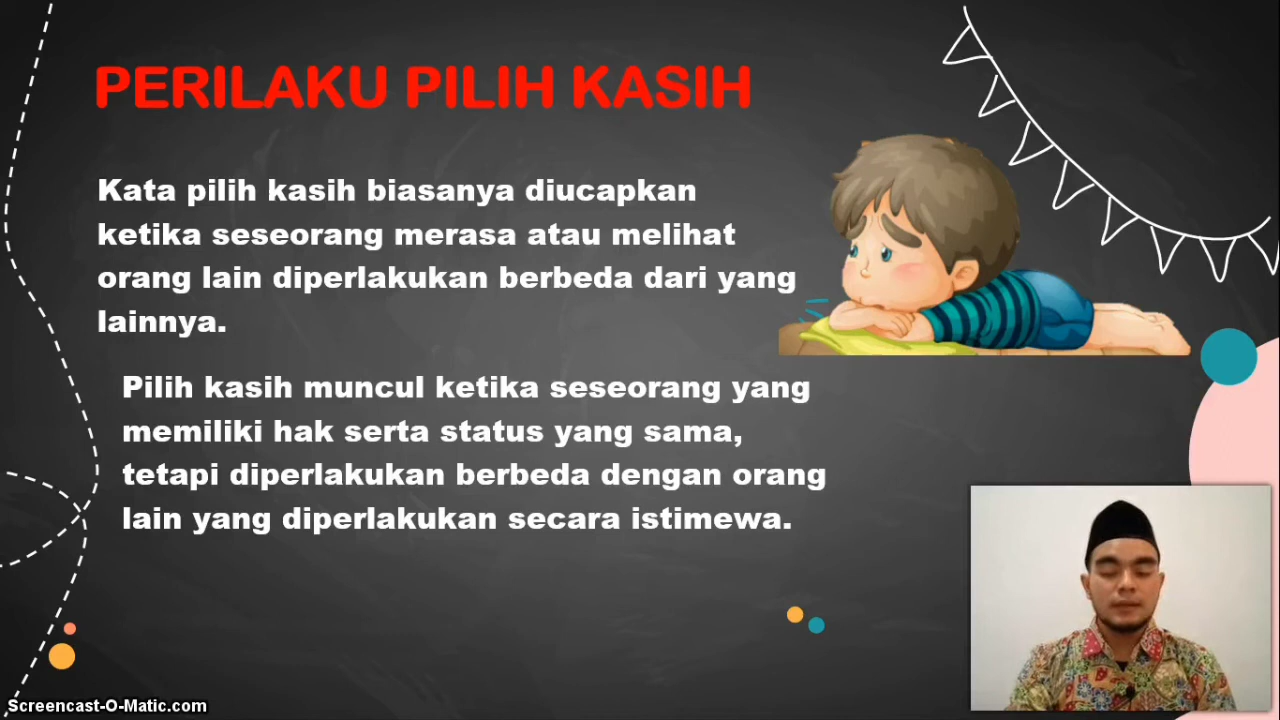 PERILAKU PILIH KASIH
Kata pilih kasih biasanya diucapkan
ketika seseorang merasa atau melihat
orang lain diperlakukan berbeda dari yang
lainnya.
Pilih kasih muncul ketika seseorang yang
memiliki hak serta status yang sama,
tetapi diperlakukan berbeda dengan orang
lain yang diperlakukan secara istimewa.
Screencast-O-Matic.com